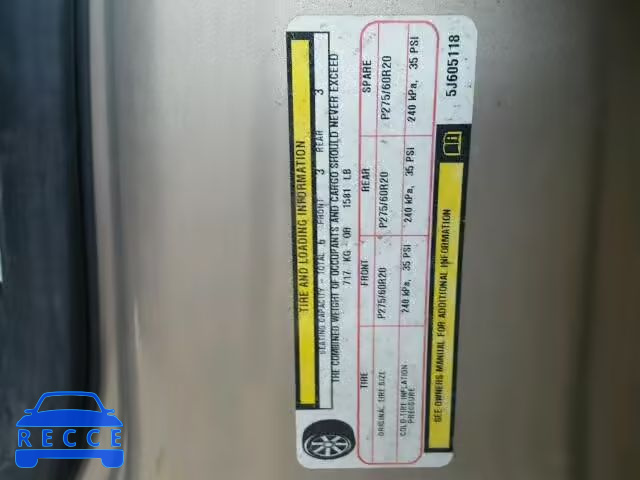 TIRE AND LOADING INFORMATION
SEATING CAPACITY - TOTAL 6 FRONT 3 REAR 3
THE COMBINED WEIGHT OF OCCUPANTS AND CARGO SHOULD NEVER EXCEED
717 KG OR 1581 LB
TIRE FRONT REAR SPARE
ORIGINAL TIRE SIZE P275/60R20 P275/60R20 P275/60R20
COLD TIRE INFLATION PRESSURE 240 kPa, 35 PSI 240 kPa, 35 PSI 240 kPa, 35 PSI
SEE OWNERS MANUAL FOR ADDITIONAL INFORMATION
5J605118
RECCE